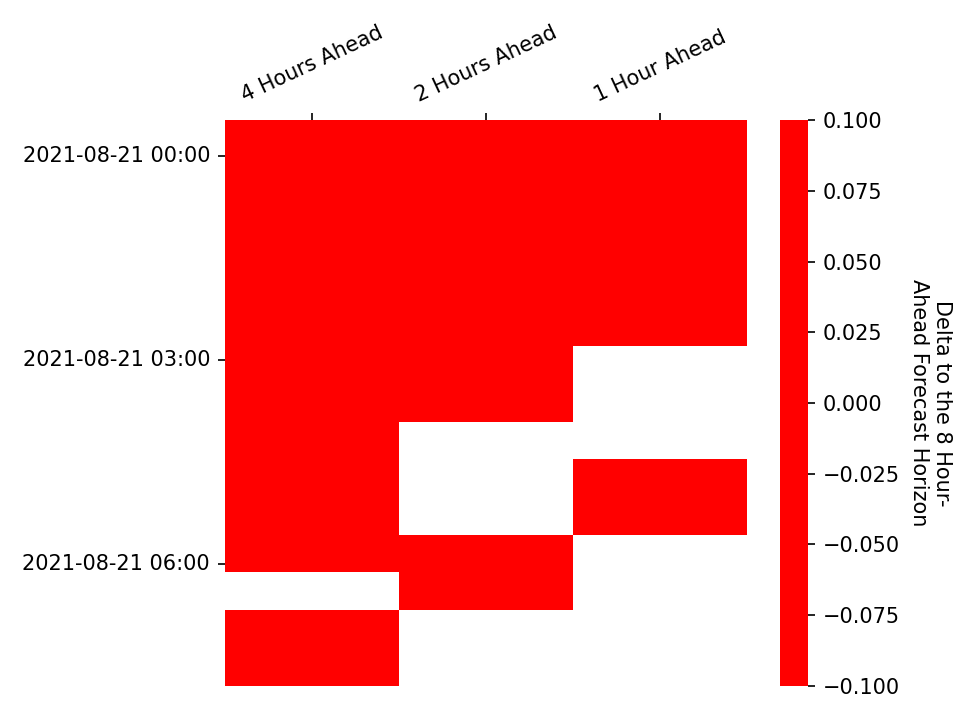 4 Hours Ahead
2 Hours Ahead
1 Hour Ahead
2021-08-21 00:00
2021-08-21 03:00
2021-08-21 06:00
0.100
0.075
0.050
0.025
0.000
−0.025
−0.050
−0.075
−0.100
Delta to the 8 Hour-
Ahead Forecast Horizon